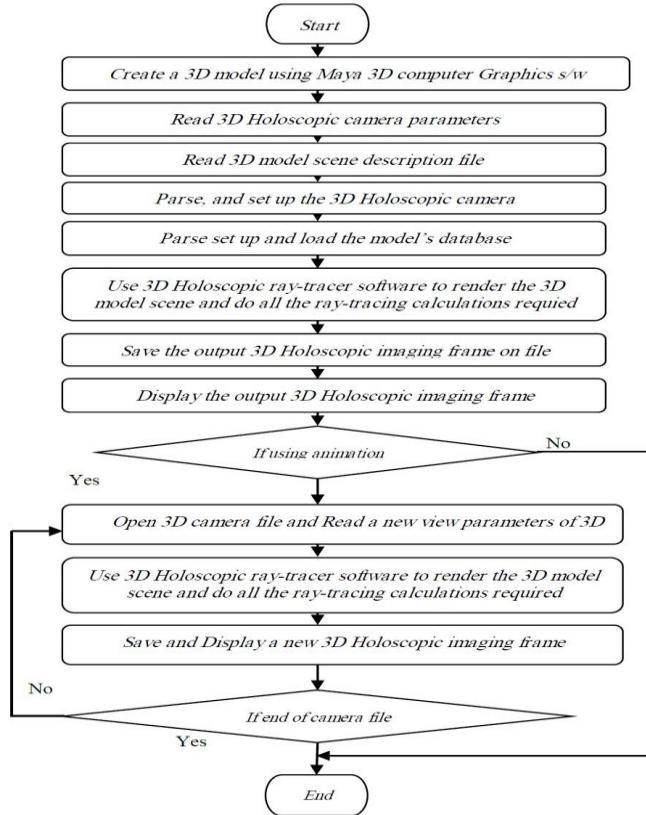 Start
Create a 3D model using Maya 3D computer Graphics s/w
Read 3D Holoscopic camera parameters
Read 3D model scene description file
Parse, and set up the 3D Holoscopic camera
Parse set up and load the model's database
Use 3D Holoscopic ray-tracer software to render the 3D
model scene and do all the ray-tracing calculations requied
Save the output 3D Holoscopic imaging frame on file
Display the output 3D Holoscopic imaging frame
If using animation
No
Yes
Open 3D camera file and Read a new view parameters of 3D
Use 3D Holoscopic ray-tracer software to render the 3D model
scene and do all the ray-tracing calculations required
Save and Display a new 3D Holoscopic imaging frame
No
If end of camera file
Yes
End